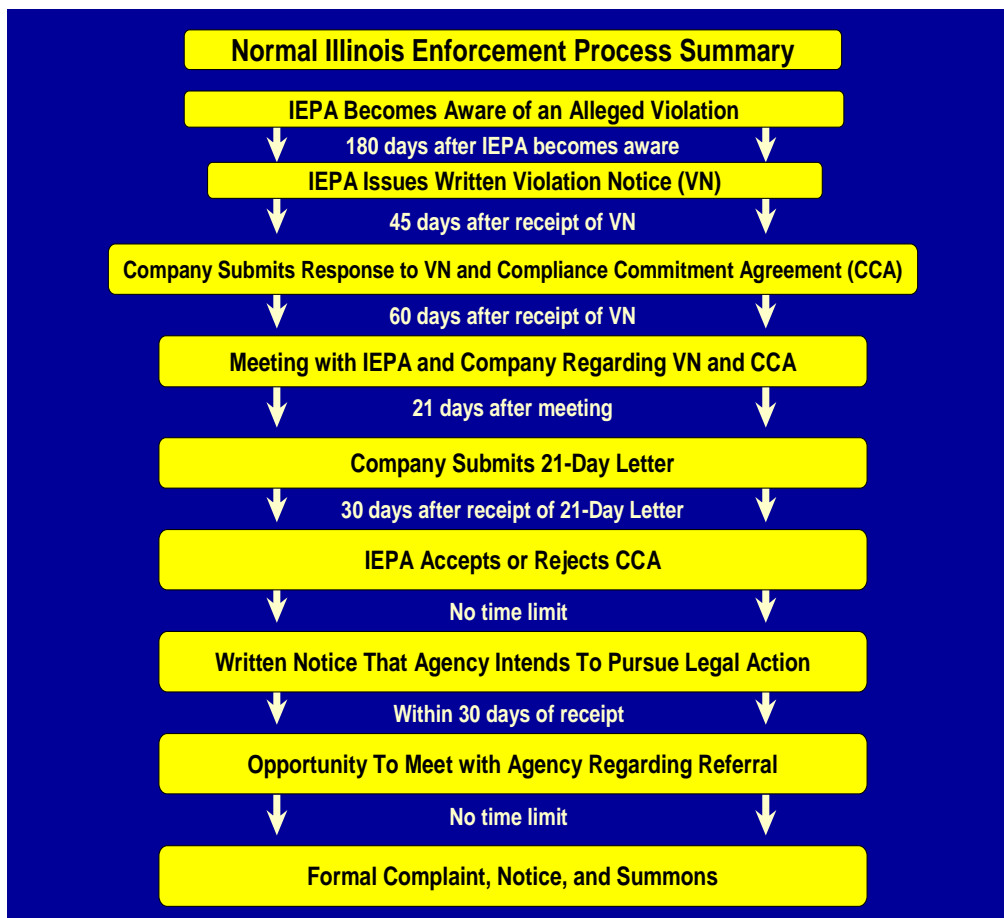 Normal Illinois Enforcement Process Summary
IEPA Becomes Aware of an Alleged Violation
180 days after IEPA becomes aware
IEPA Issues Written Violation Notice (VN)
45 days after receipt of VN
Company Submits Response to VN and Compliance Commitment Agreement (CCA)
60 days after receipt of VN
Meeting with IEPA and Company Regarding VN and CCA
21 days after meeting
Company Submits 21-Day Letter
30 days after receipt of 21-Day Letter
IEPA Accepts or Rejects CCA
No time limit
Written Notice That Agency Intends To Pursue Legal Action
Within 30 days of receipt
Opportunity To Meet with Agency Regarding Referral
No time limit
Formal Complaint, Notice, and Summons